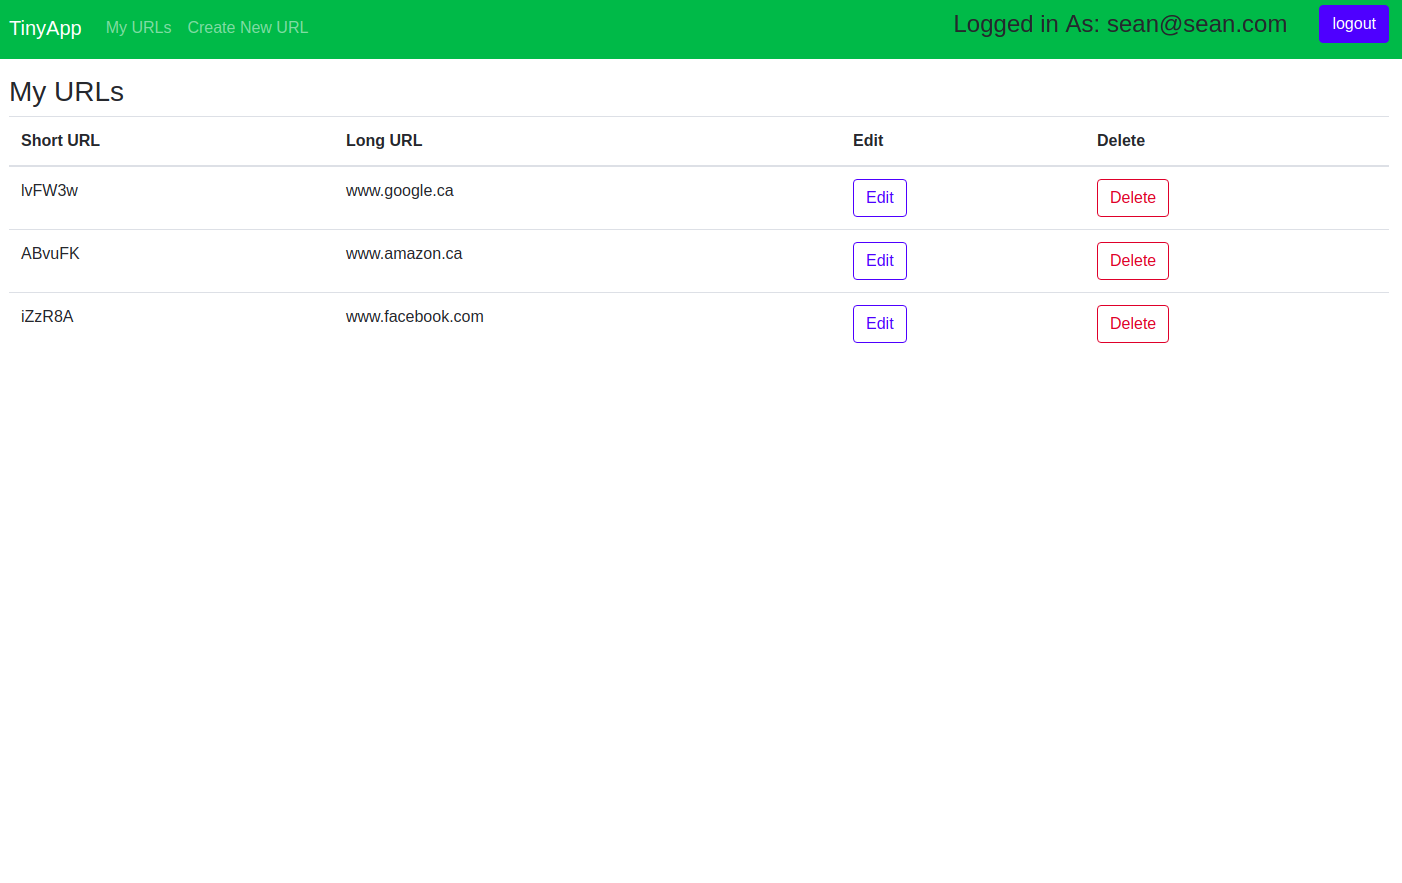 TinyApp My URLs Create New URL Logged in As: sean@sean.com logout
My URLs
Short URL Long URL Edit Delete
lvFW3w www.google.ca Edit Delete
ABvuFK www.amazon.ca Edit Delete
iZzR8A www.facebook.com Edit Delete